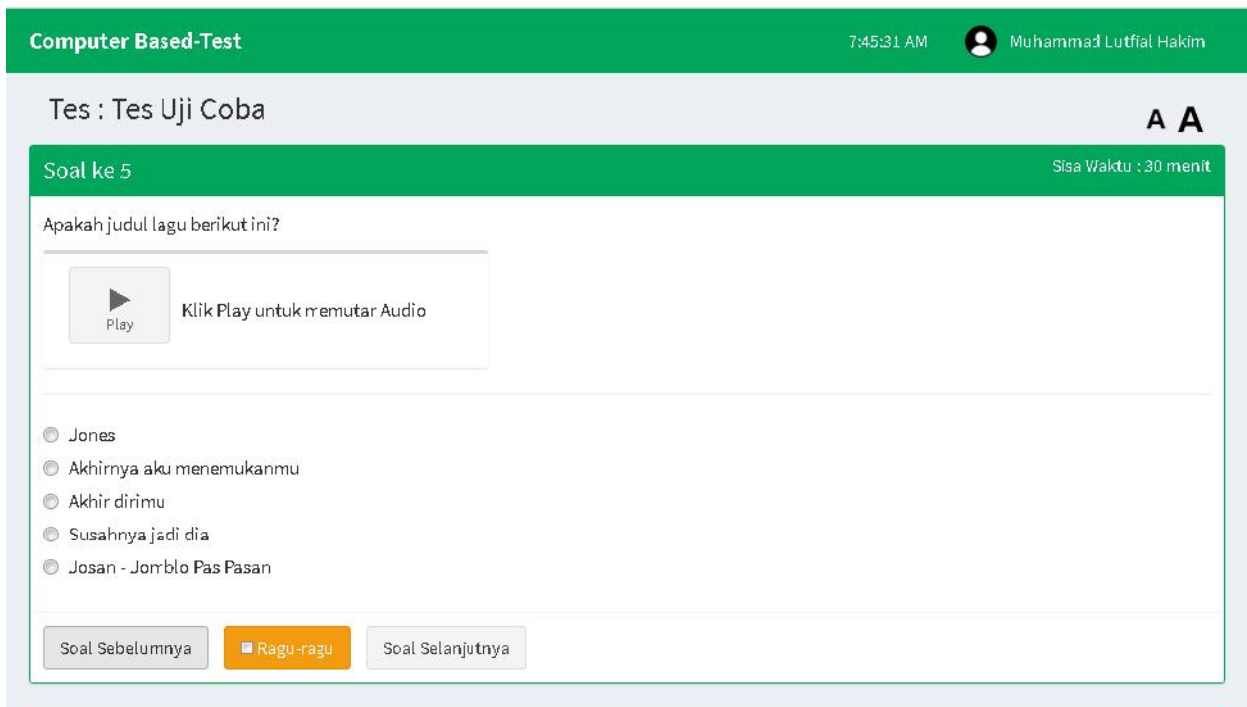 Computer Based-Test
7:45:31 AM
Muhammad Lutfial Hakim
Tes : Tes Uji Coba
A A
Soal ke 5
Sisa Waktu : 30 menit
Apakah judul lagu berikut ini?
Play
Klik Play untuk memutar Audio
Jones
Akhirnya aku menemukanmu
Akhir dirimu
Susahnya jadi dia
Josan - Jomblo Pas Pasan
Soal Sebelumnya
Ragu-ragu
Soal Selanjutnya